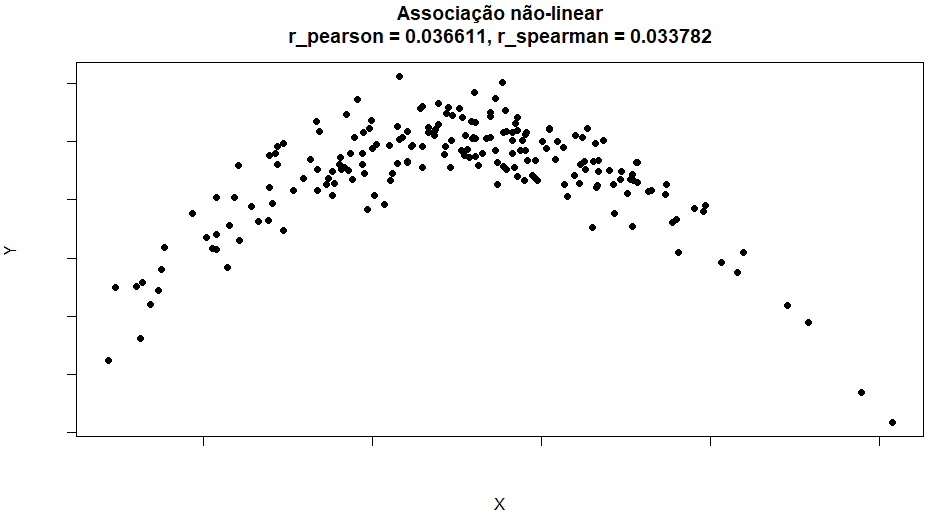 Associação não-linear
r_pearson = 0.036611, r_spearman = 0.033782
Y
X